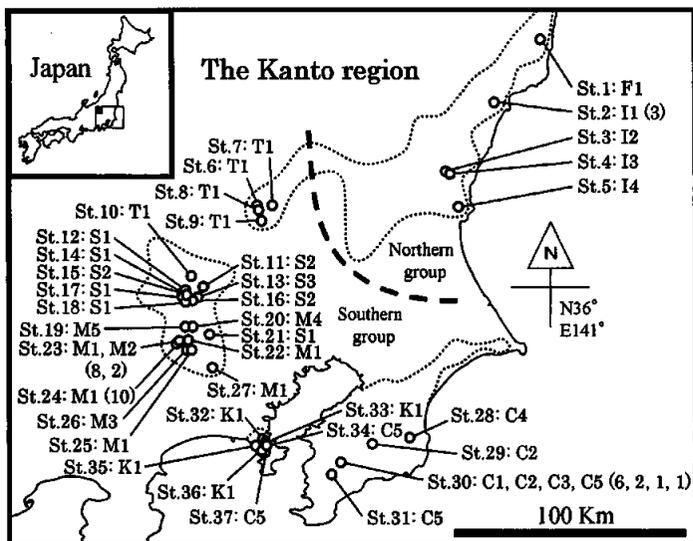 Japan
The Kanto region
St.1: F1
St.2: I1 (3)
St.3: I2
St.4: I3
St.5: I4
St.7: T1
St.6: T1
St.8: T1
St.9: T1
St.10: T1
St.12: S1
St.14: S1
St.15: S2
St.17: S1
St.18: S1
St.11: S2
St.13: S3
St.16: S2
St.19: M5
St.20: M4
St.21: S1
St.22: M1
St.23: M1, M2
(8, 2)
St.24: M1 (10)
St.26: M3
St.25: M1
St.27: M1
Northern
group
Southern
group
N
N36°
E141°
St.32: K1
St.33: K1
St.34: C5
St.35: K1
St.36: K1
St.37: C5
St.28: C4
St.29: C2
St.30: C1, C2, C3, C5 (6, 2, 1, 1)
St.31: C5
100 Km